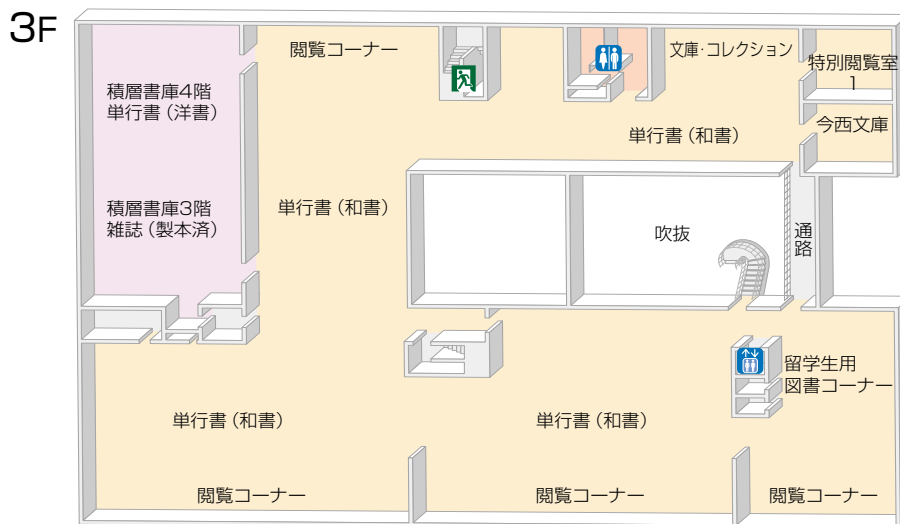 3F
閲覧コーナー
文庫・コレクション
特別閲覧室
1
積層書庫4階
単行書（洋書）
今西文庫
単行書（和書）
積層書庫3階
雑誌（製本済）
単行書（和書）
吹抜
通路
留学生用
図書コーナー
単行書（和書）
単行書（和書）
閲覧コーナー
閲覧コーナー
閲覧コーナー